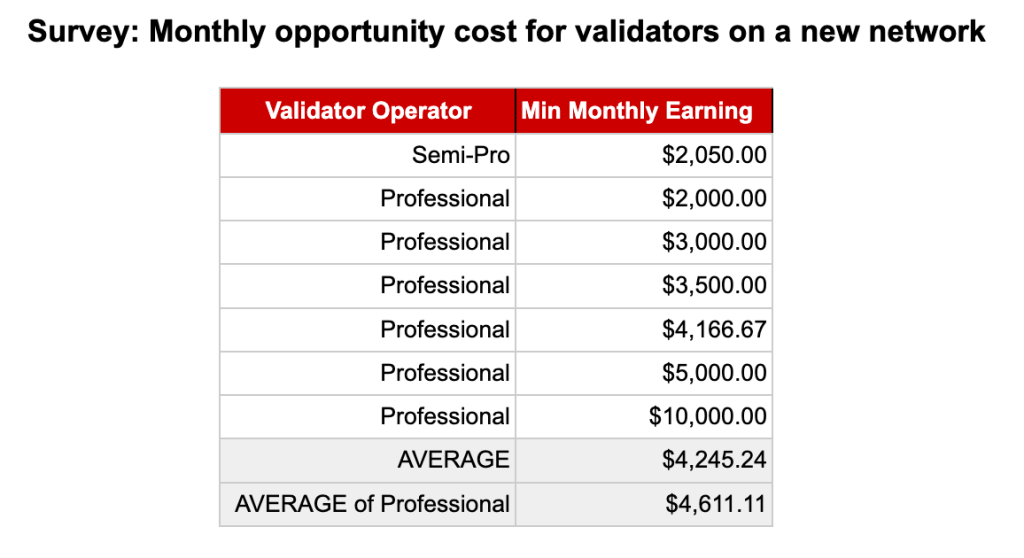 Survey: Monthly opportunity cost for validators on a new network
Validator Operator Min Monthly Earning
Semi-Pro $2,050.00
Professional $2,000.00
Professional $3,000.00
Professional $3,500.00
Professional $4,166.67
Professional $5,000.00
Professional $10,000.00
AVERAGE $4,245.24
AVERAGE of Professional $4,611.11